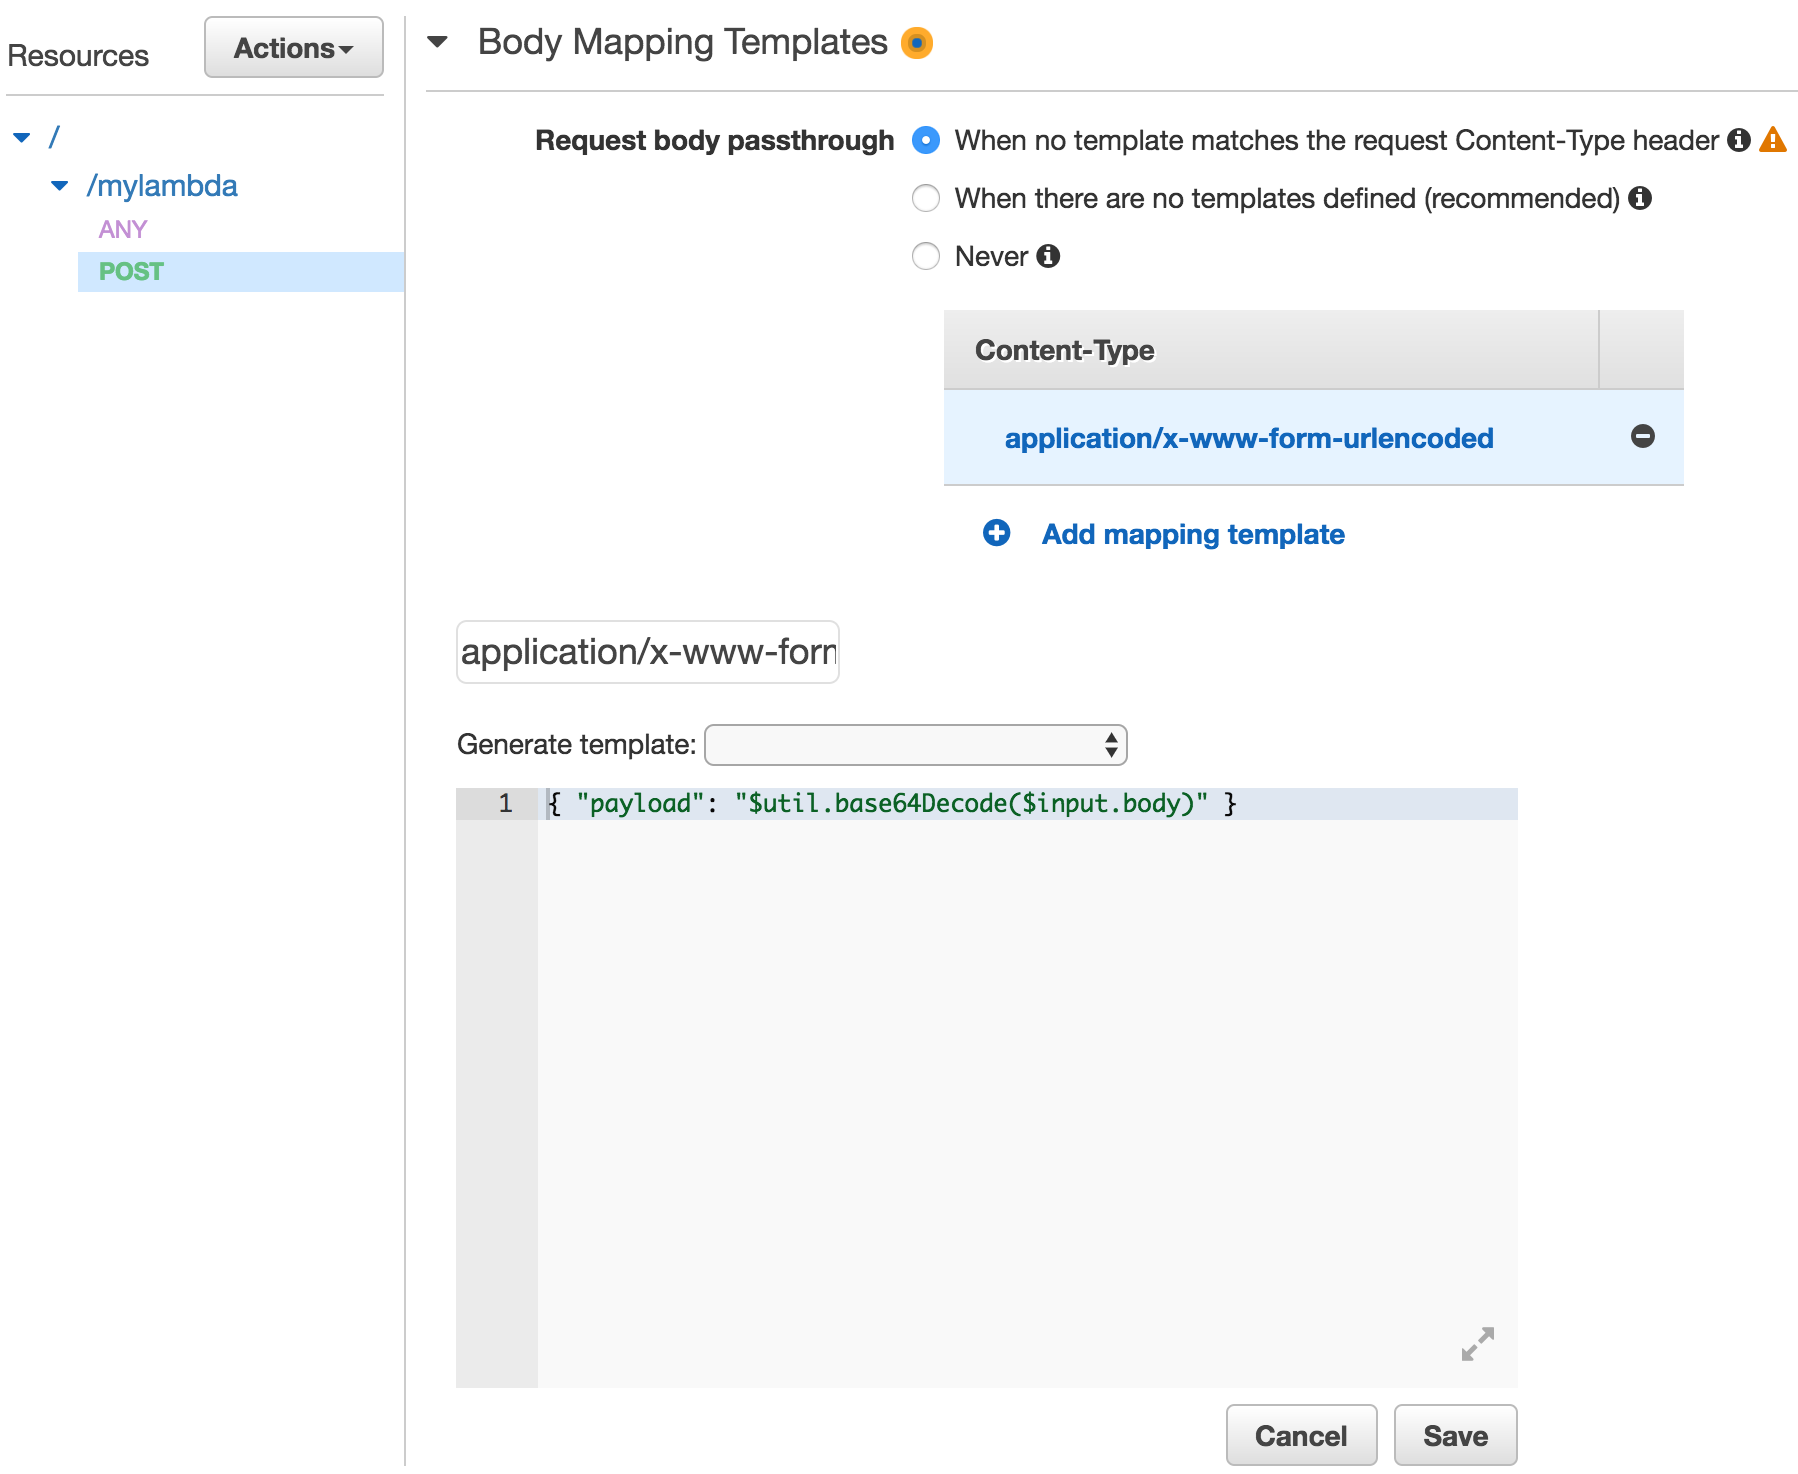 Resources
Actions
/
/mylambda
ANY
POST
Body Mapping Templates
Request body passthrough
When no template matches the request Content-Type header
When there are no templates defined (recommended)
Never
Content-Type
application/x-www-form-urlencoded
Add mapping template
application/x-www-form
Generate template:
1 { "payload": "$util.base64Decode($input.body)" }
Cancel
Save